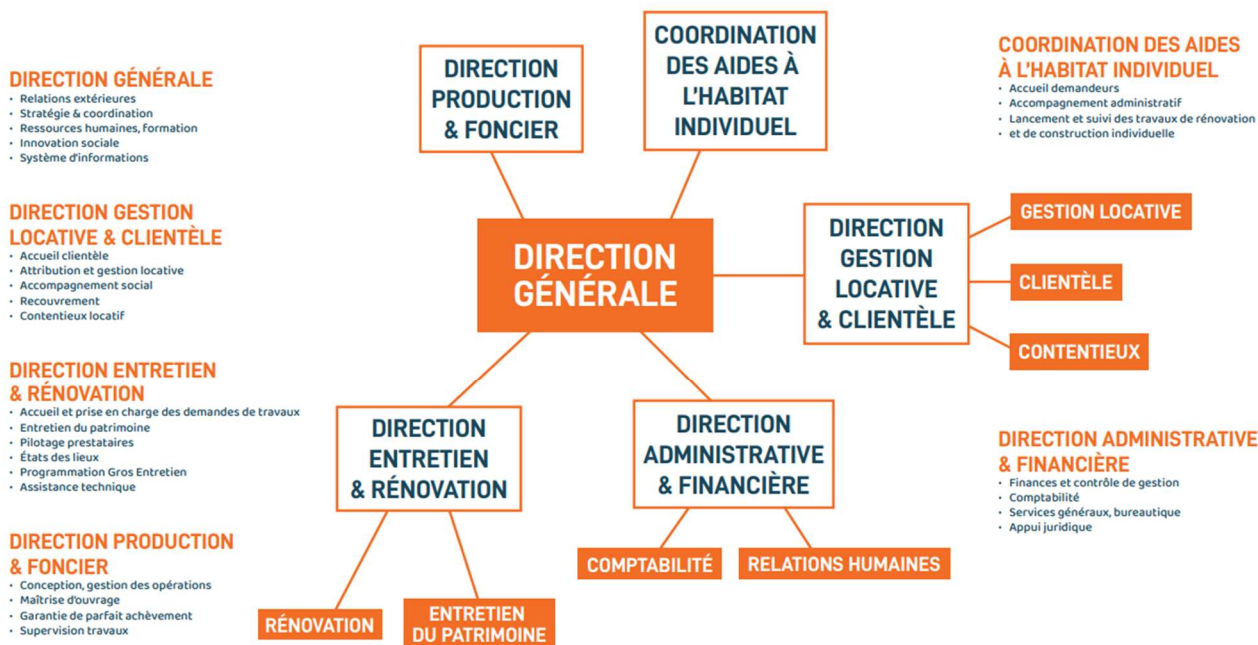 DIRECTION GÉNÉRALE
• Relations extérieures
• Stratégie & coordination
• Ressources humaines, formation
• Innovation sociale
• Système d'informations
DIRECTION GESTION
LOCATIVE & CLIENTÈLE
• Accueil clientèle
• Attribution et gestion locative
• Accompagnement social
• Recouvrement
• Contentieux locatif
DIRECTION ENTRETIEN
& RÉNOVATION
• Accueil et prise en charge des demandes de travaux
• Entretien du patrimoine
• Pilotage prestataires
• États des lieux
• Programmation Gros Entretien
• Assistance technique
DIRECTION PRODUCTION
& FONCIER
• Conception, gestion des opérations
• Maîtrise d'ouvrage
• Garantie de parfait achèvement
• Supervision travaux
DIRECTION
PRODUCTION
& FONCIER
COORDINATION
DES AIDES À
L'HABITAT
INDIVIDUEL
DIRECTION
GÉNÉRALE
DIRECTION
GESTION
LOCATIVE
& CLIENTÈLE
GESTION LOCATIVE
CLIENTÈLE
CONTENTIEUX
DIRECTION
ENTRETIEN
& RÉNOVATION
RÉNOVATION
ENTRETIEN
DU PATRIMOINE
DIRECTION
ADMINISTRATIVE
& FINANCIÈRE
COMPTABILITÉ
RELATIONS HUMAINES
COORDINATION DES AIDES
À L'HABITAT INDIVIDUEL
• Accueil demandeurs
• Accompagnement administratif
• Lancement et suivi des travaux de rénovation
• et de construction individuelle
DIRECTION ADMINISTRATIVE
& FINANCIÈRE
• Finances et contrôle de gestion
• Comptabilité
• Services généraux, bureautique
• Appui juridique